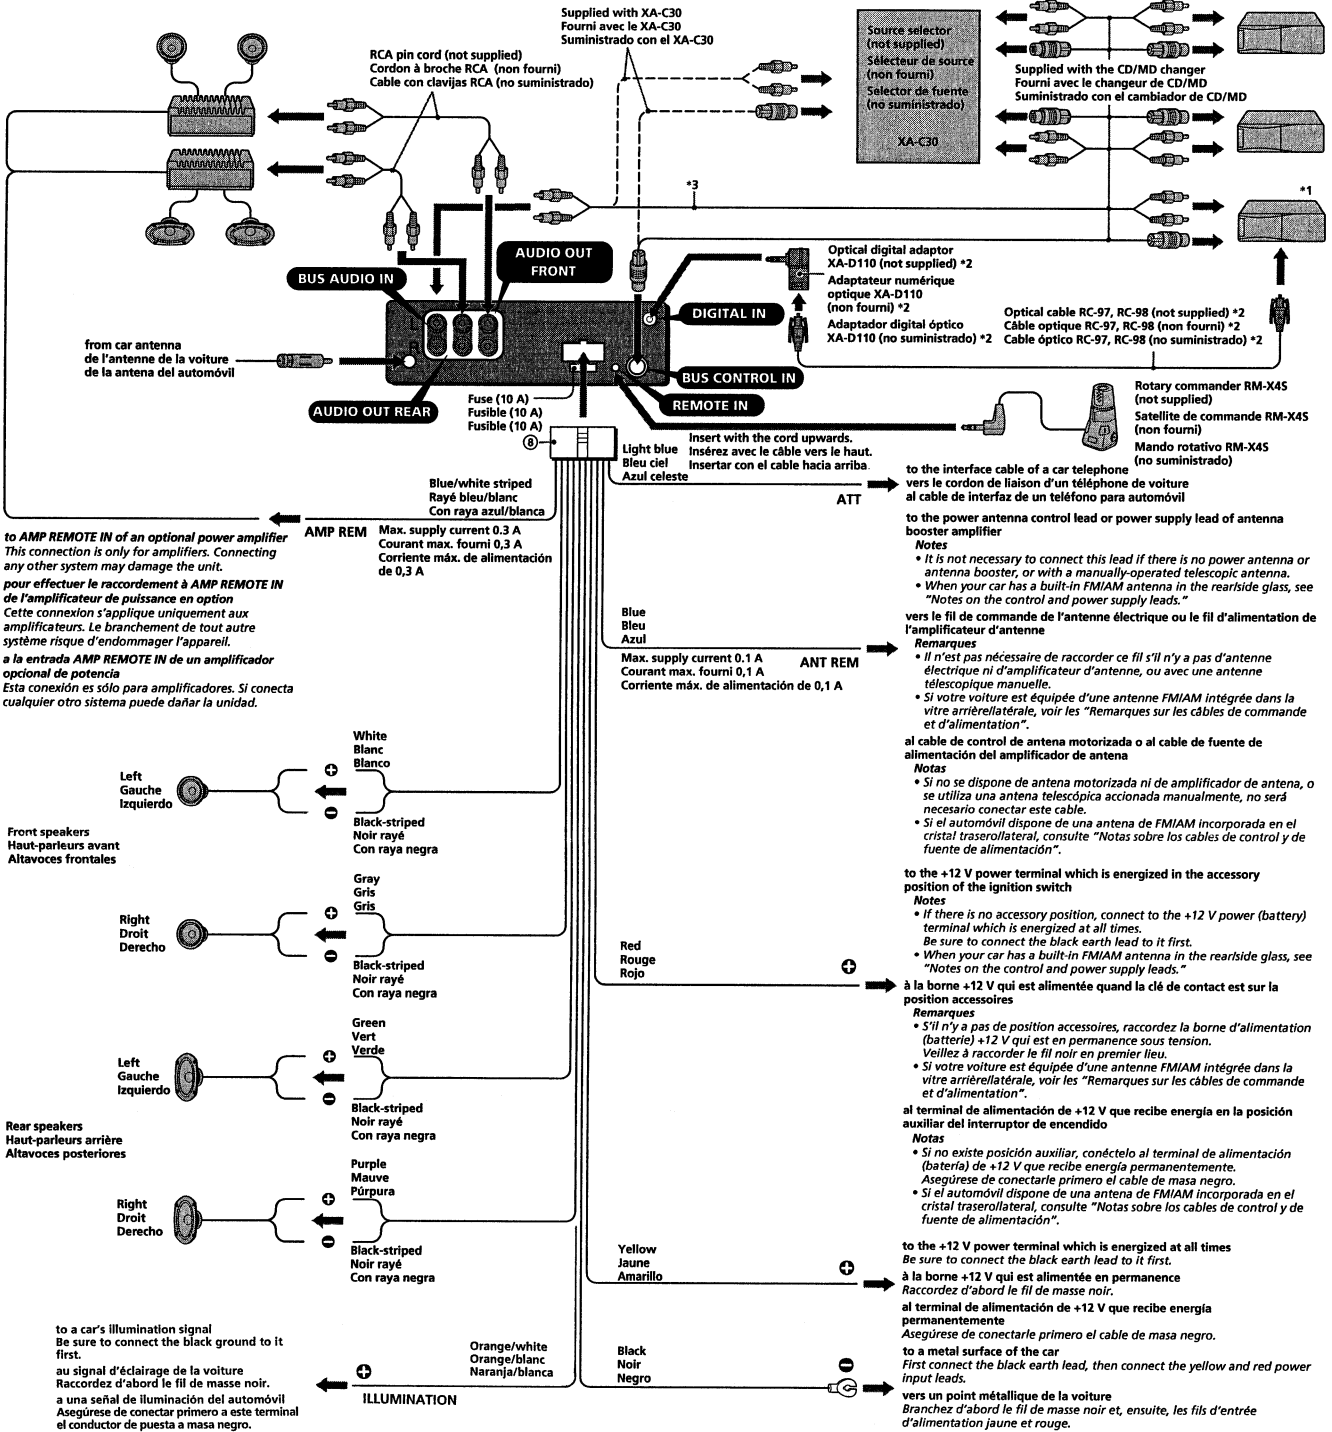 Supplied with XA-C30
Fourni avec le XA-C30
Suministrado con el XA-C30
RCA pin cord (not supplied)
Cordon à broche RCA (non fourni)
Cable con clavijas RCA (no suministrado)
Source selector
(not supplied)
Sélecteur de source
(non fourni)
Selector de fuente
(no suministrado)
XA-C30
Supplied with the CD/MD changer
Fourni avec le changeur de CD/MD
Suministrado con el cambiador de CD/MD
*3
*1
BUS AUDIO IN
AUDIO OUT
FRONT
L
R
DIGITAL IN
BUS CONTROL IN
REMOTE IN
AUDIO OUT REAR
Optical digital adaptor
XA-D110 (not supplied) *2
Adaptateur numérique
optique XA-D110
(non fourni) *2
Adaptador digital óptico
XA-D110 (no suministrado) *2
Optical cable RC-97, RC-98 (not supplied) *2
Câble optique RC-97, RC-98 (non fourni) *2
Cable óptico RC-97, RC-98 (no suministrado) *2
from car antenna
de l'antenne de la voiture
de la antena del automóvil
Fuse (10 A)
Fusible (10 A)
Fusible (10 A)
8
Rotary commander RM-X4S
(not supplied)
Satellite de commande RM-X4S
(non fourni)
Mando rotativo RM-X4S
(no suministrado)
Insert with the cord upwards.
Insérez avec le câble vers le haut.
Insertar con el cable hacia arriba.
Light blue
Bleu ciel
Azul celeste
ATT
to the interface cable of a car telephone
vers le cordon de liaison d'un téléphone de voiture
al cable de interfaz de un teléfono para automóvil
Blue/white striped
Rayé bleu/blanc
Con raya azul/blanca
AMP REM
Max. supply current 0.3 A
Courant max. fourni 0,3 A
Corriente máx. de alimentación
de 0,3 A
to AMP REMOTE IN of an optional power amplifier
This connection is only for amplifiers. Connecting
any other system may damage the unit.
pour effectuer le raccordement à AMP REMOTE IN
de l'amplificateur de puissance en option
Cette connexion s'applique uniquement aux
amplificateurs. Le branchement de tout autre
système risque d'endommager l'appareil.
a la entrada AMP REMOTE IN de un amplificador
opcional de potencia
Esta conexión es sólo para amplificadores. Si conecta
cualquier otro sistema puede dañar la unidad.
Blue
Bleu
Azul
Max. supply current 0.1 A
Courant max. fourni 0,1 A
Corriente máx. de alimentación de 0,1 A
ANT REM
to the power antenna control lead or power supply lead of antenna
booster amplifier
Notes
• It is not necessary to connect this lead if there is no power antenna or
antenna booster, or with a manually-operated telescopic antenna.
• When your car has a built-in FM/AM antenna in the rear/side glass, see
"Notes on the control and power supply leads."
vers le fil de commande de l'antenne électrique ou le fil d'alimentation de
l'amplificateur d'antenne
Remarques
• Il n'est pas nécessaire de raccorder ce fil s'il n'y a pas d'antenne
électrique ni d'amplificateur d'antenne, ou avec une antenne
télescopique manuelle.
• Si votre voiture est équipée d'une antenne FM/AM intégrée dans la
vitre arrière/latérale, voir les "Remarques sur les câbles de commande
et d'alimentation".
al cable de control de antena motorizada o al cable de fuente de
alimentación del amplificador de antena
Notas
• Si no se dispone de antena motorizada ni de amplificador de antena, o
se utiliza una antena telescópica accionada manualmente, no será
necesario conectar este cable.
• Si el automóvil dispone de una antena de FM/AM incorporada en el
cristal trasero/lateral, consulte "Notas sobre los cables de control y de
fuente de alimentación".
Front speakers
Haut-parleurs avant
Altavoces frontales
Left
Gauche
Izquierdo
White
Blanc
Blanco
+
−
Black-striped
Noir rayé
Con raya negra
Right
Droit
Derecho
Gray
Gris
Gris
+
−
Black-striped
Noir rayé
Con raya negra
Red
Rouge
Rojo
+
to the +12 V power terminal which is energized in the accessory
position of the ignition switch
Notes
• If there is no accessory position, connect to the +12 V power (battery)
terminal which is energized at all times.
Be sure to connect the black earth lead to it first.
• When your car has a built-in FM/AM antenna in the rear/side glass, see
"Notes on the control and power supply leads."
à la borne +12 V qui est alimentée quand la clé de contact est sur la
position accessoires
Remarques
• S'il n'y a pas de position accessoires, raccordez la borne d'alimentation
(batterie) +12 V qui est en permanence sous tension.
Veillez à raccorder le fil noir en premier lieu.
• Si votre voiture est équipée d'une antenne FM/AM intégrée dans la
vitre arrière/latérale, voir les "Remarques sur les câbles de commande
et d'alimentation".
al terminal de alimentación de +12 V que recibe energía en la posición
auxiliar del interruptor de encendido
Notas
• Si no existe posición auxiliar, conéctelo al terminal de alimentación
(batería) de +12 V que recibe energía permanentemente.
Asegúrese de conectarle primero el cable de masa negro.
• Si el automóvil dispone de una antena de FM/AM incorporada en el
cristal trasero/lateral, consulte "Notas sobre los cables de control y de
fuente de alimentación".
Rear speakers
Haut-parleurs arrière
Altavoces posteriores
Left
Gauche
Izquierdo
Green
Vert
Verde
+
−
Black-striped
Noir rayé
Con raya negra
Right
Droit
Derecho
Purple
Mauve
Púrpura
+
−
Black-striped
Noir rayé
Con raya negra
Yellow
Jaune
Amarillo
+
to the +12 V power terminal which is energized at all times
Be sure to connect the black earth lead to it first.
à la borne +12 V qui est alimentée en permanence
Raccordez d'abord le fil de masse noir.
al terminal de alimentación de +12 V que recibe energía
permanentemente
Asegúrese de conectarle primero el cable de masa negro.
to a car's illumination signal
Be sure to connect the black ground to it
first.
au signal d'éclairage de la voiture
Raccordez d'abord le fil de masse noir.
a una señal de iluminación del automóvil
Asegúrese de conectar primero a este terminal
el conductor de puesta a masa negro.
+
ILLUMINATION
Orange/white
Orange/blanc
Naranja/blanca
Black
Noir
Negro
−
to a metal surface of the car
First connect the black earth lead, then connect the yellow and red power
input leads.
vers un point métallique de la voiture
Branchez d'abord le fil de masse noir et, ensuite, les fils d'entrée
d'alimentation jaune et rouge.